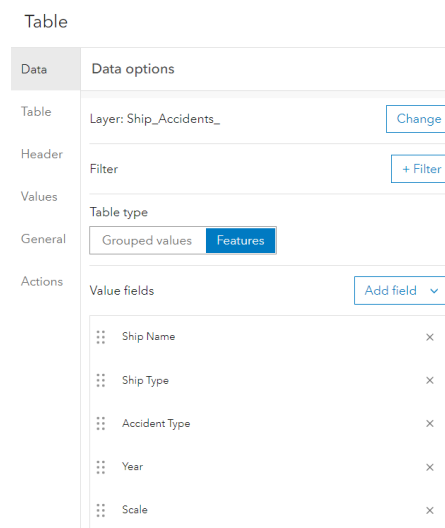 Table
Data
Data options
Table
Layer: Ship_Accidents_
Change
Header
Filter
+ Filter
Values
Table type
General
Grouped values
Features
Actions
Value fields
Add field
Ship Name
Ship Type
Accident Type
Year
Scale